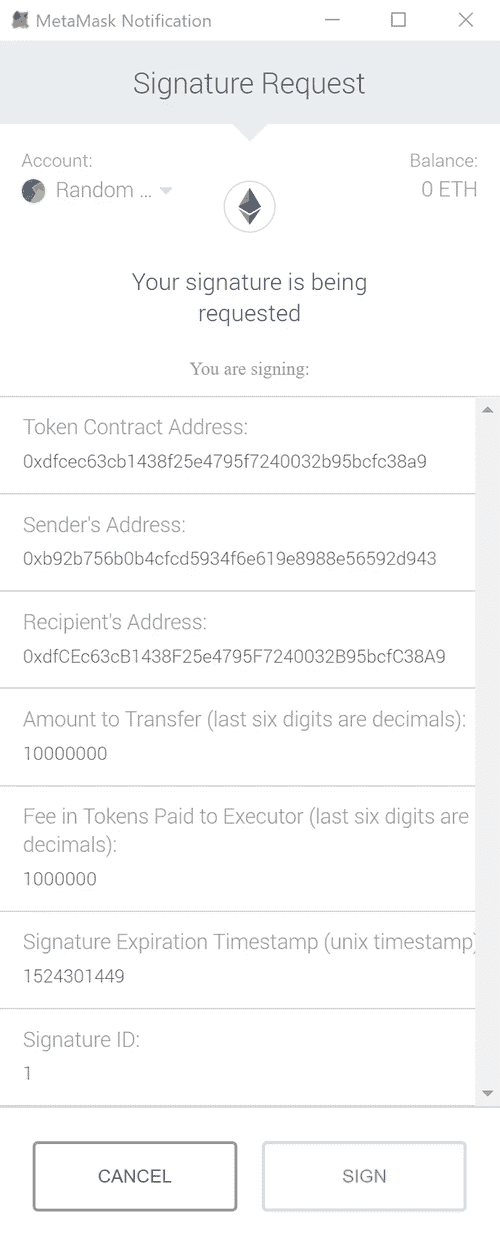 MetaMask Notification
Signature Request
Account:
Balance:
Random ...
0 ETH
Your signature is being
requested
You are signing:
Token Contract Address:
0xdfcec63cb1438f25e4795f7240032b95bcfc38a9
Sender's Address:
0xb92b756b0b4cfcd5934f6e619e8988e56592d943
Recipient's Address:
0xdfCEc63cB1438F25e4795F7240032B95bcfC38A9
Amount to Transfer (last six digits are decimals):
10000000
Fee in Tokens Paid to Executor (last six digits are
decimals):
1000000
Signature Expiration Timestamp (unix timestamp)
1524301449
Signature ID:
1
CANCEL
SIGN